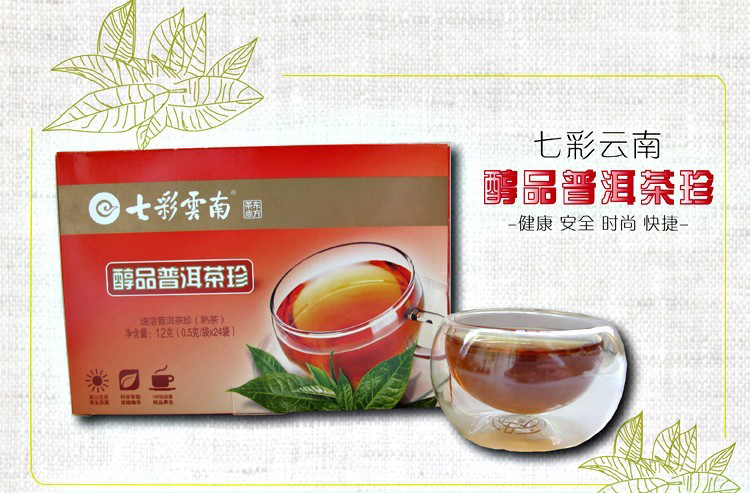 七彩云南
醇品普洱茶珍
-健康 安全 时尚 快捷-
七彩雲南®
醇品普洱茶珍
速溶普洱茶珍（熟茶）
净含量：12克（0.5克/袋x24袋）